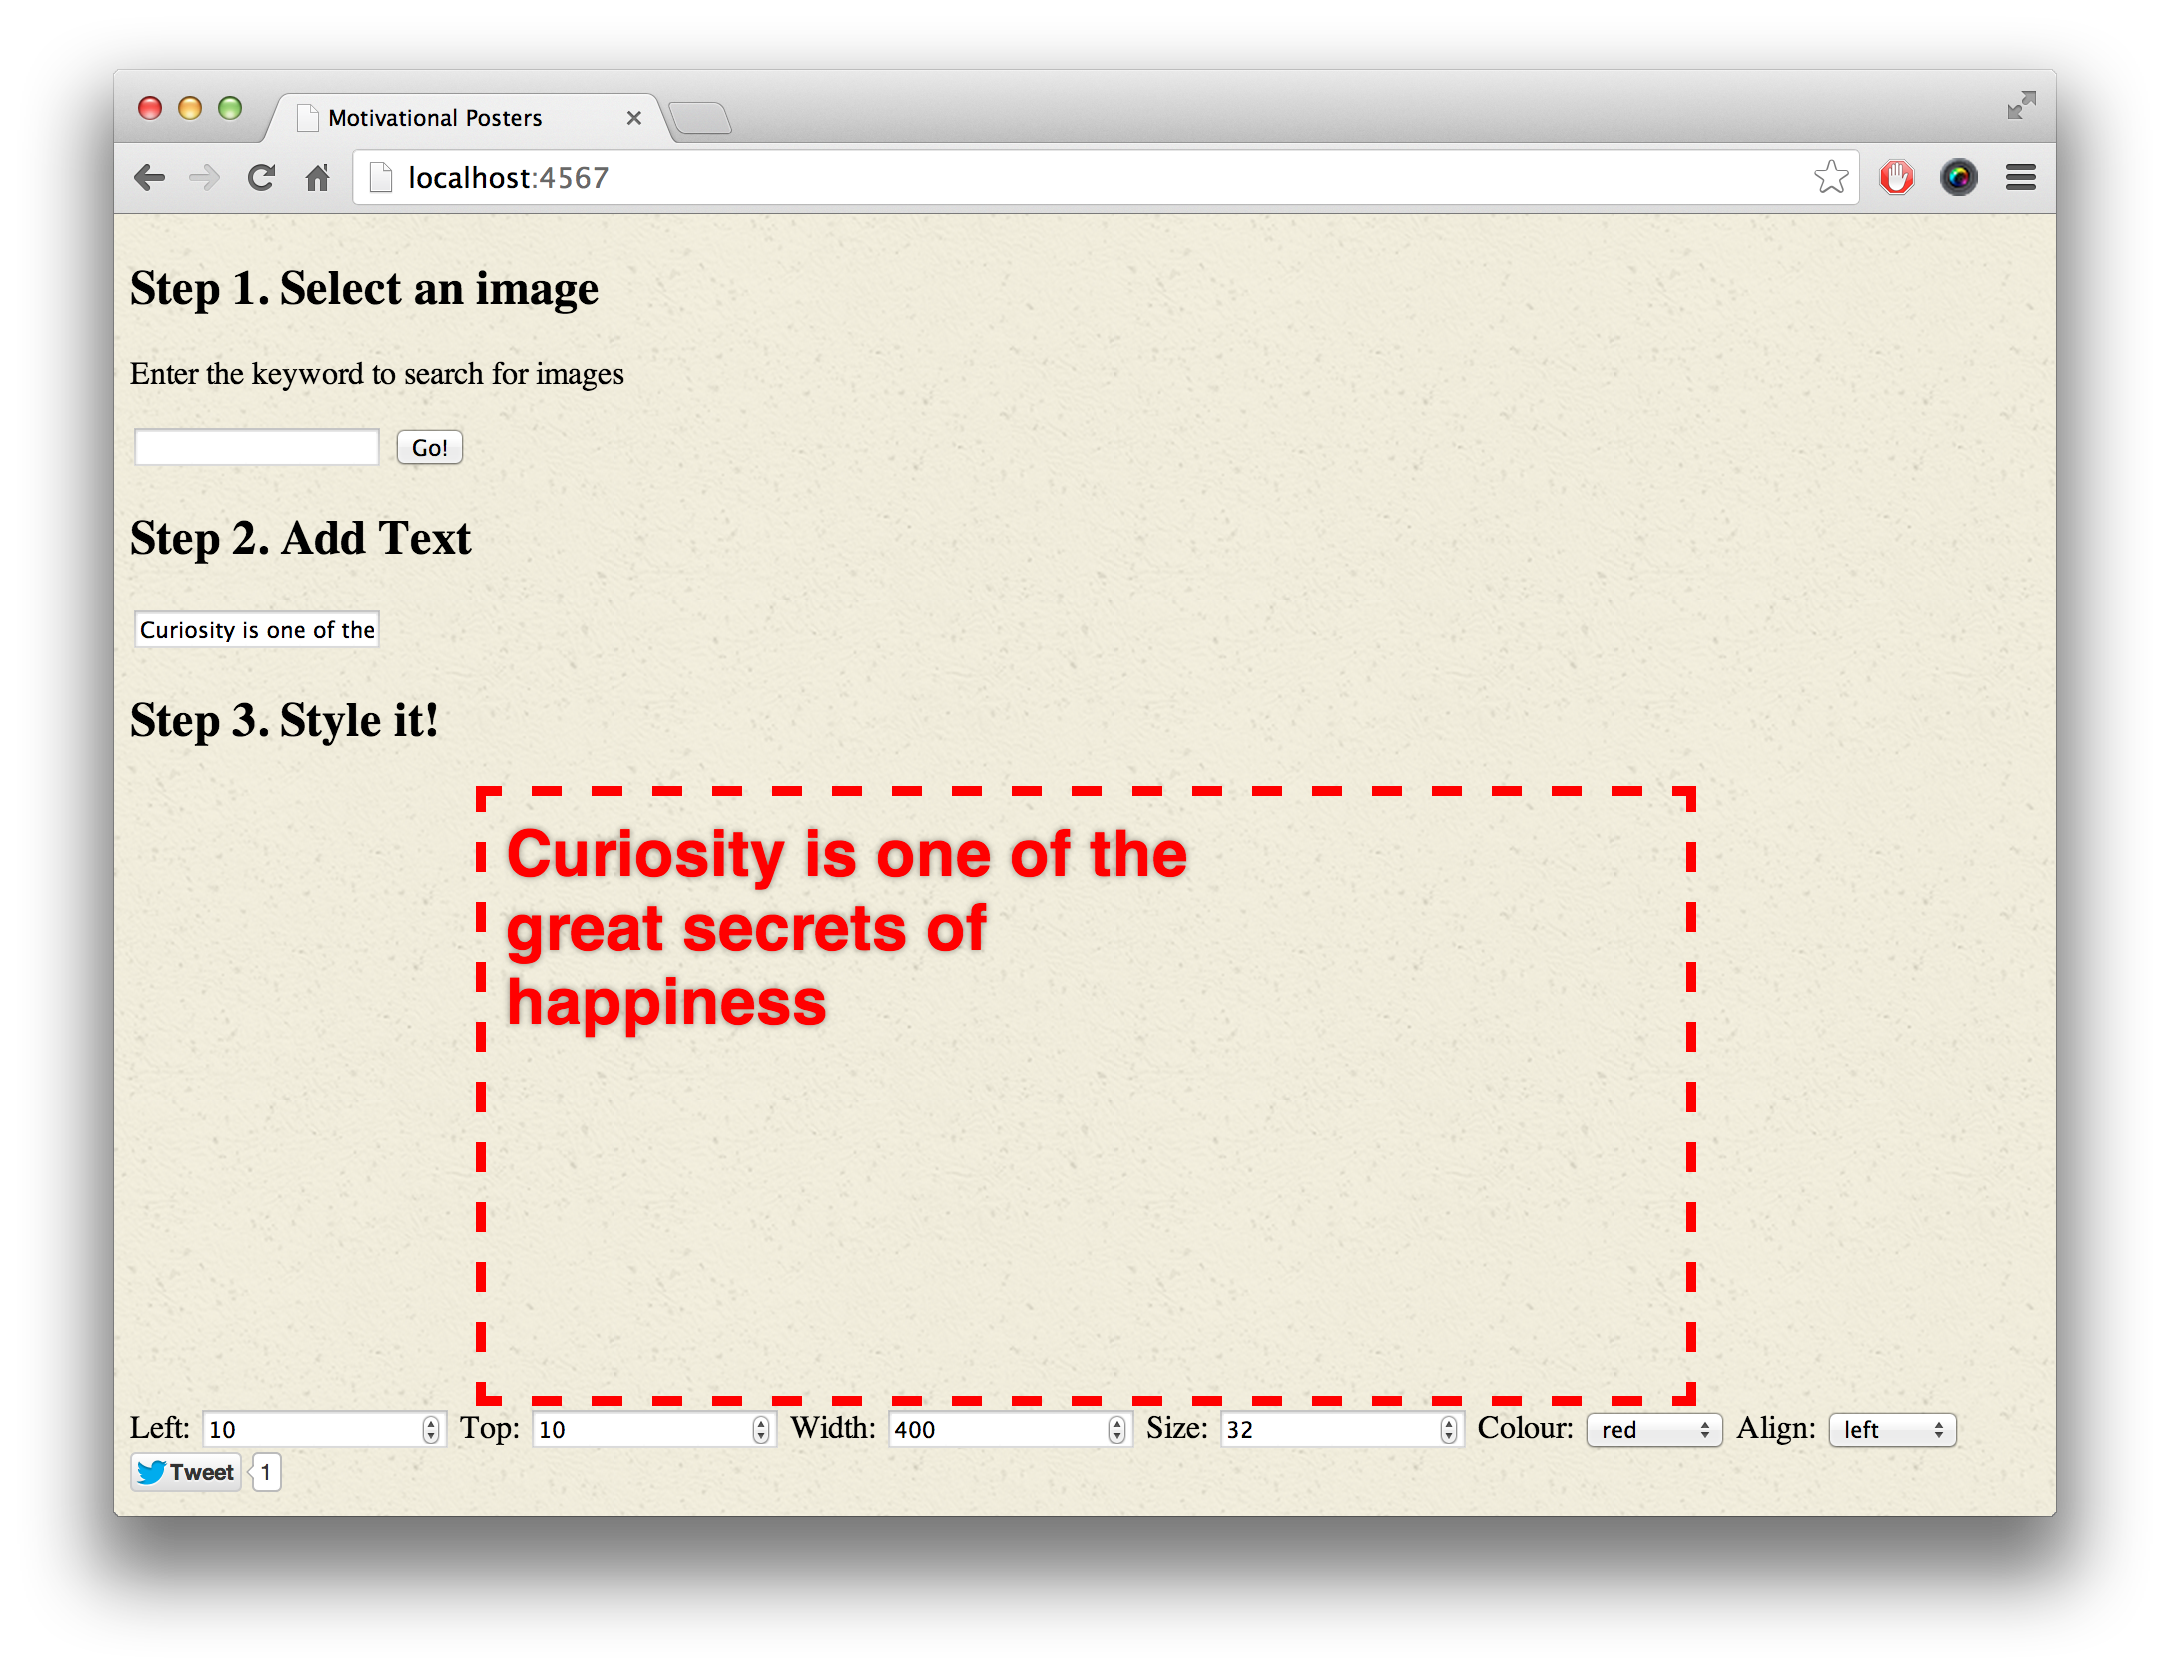 Motivational Posters
localhost:4567
Step 1. Select an image
Enter the keyword to search for images
Go!
Step 2. Add Text
Curiosity is one of the
Step 3. Style it!
Curiosity is one of the
great secrets of
happiness
Left: 10 Top: 10 Width: 400 Size: 32 Colour: red Align: left
Tweet 1